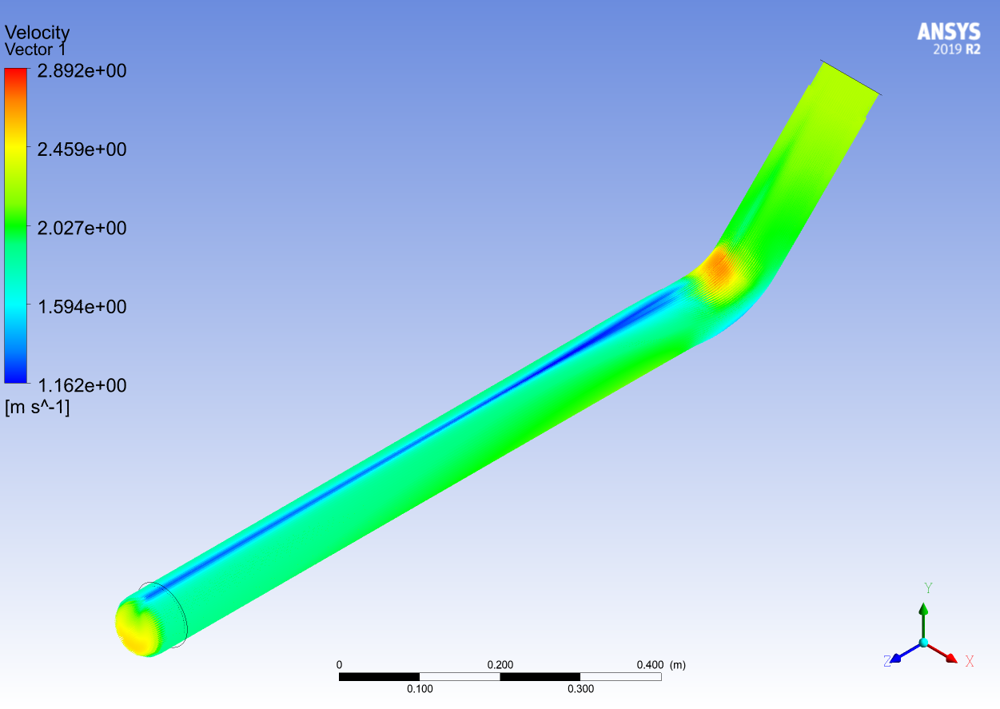 Velocity
Vector 1
2.892e+00
2.459e+00
2.027e+00
1.594e+00
1.162e+00
[m s^-1]
ANSYS
2019 R2
Y
Z
X
0
0.200
0.400 (m)
0.100
0.300